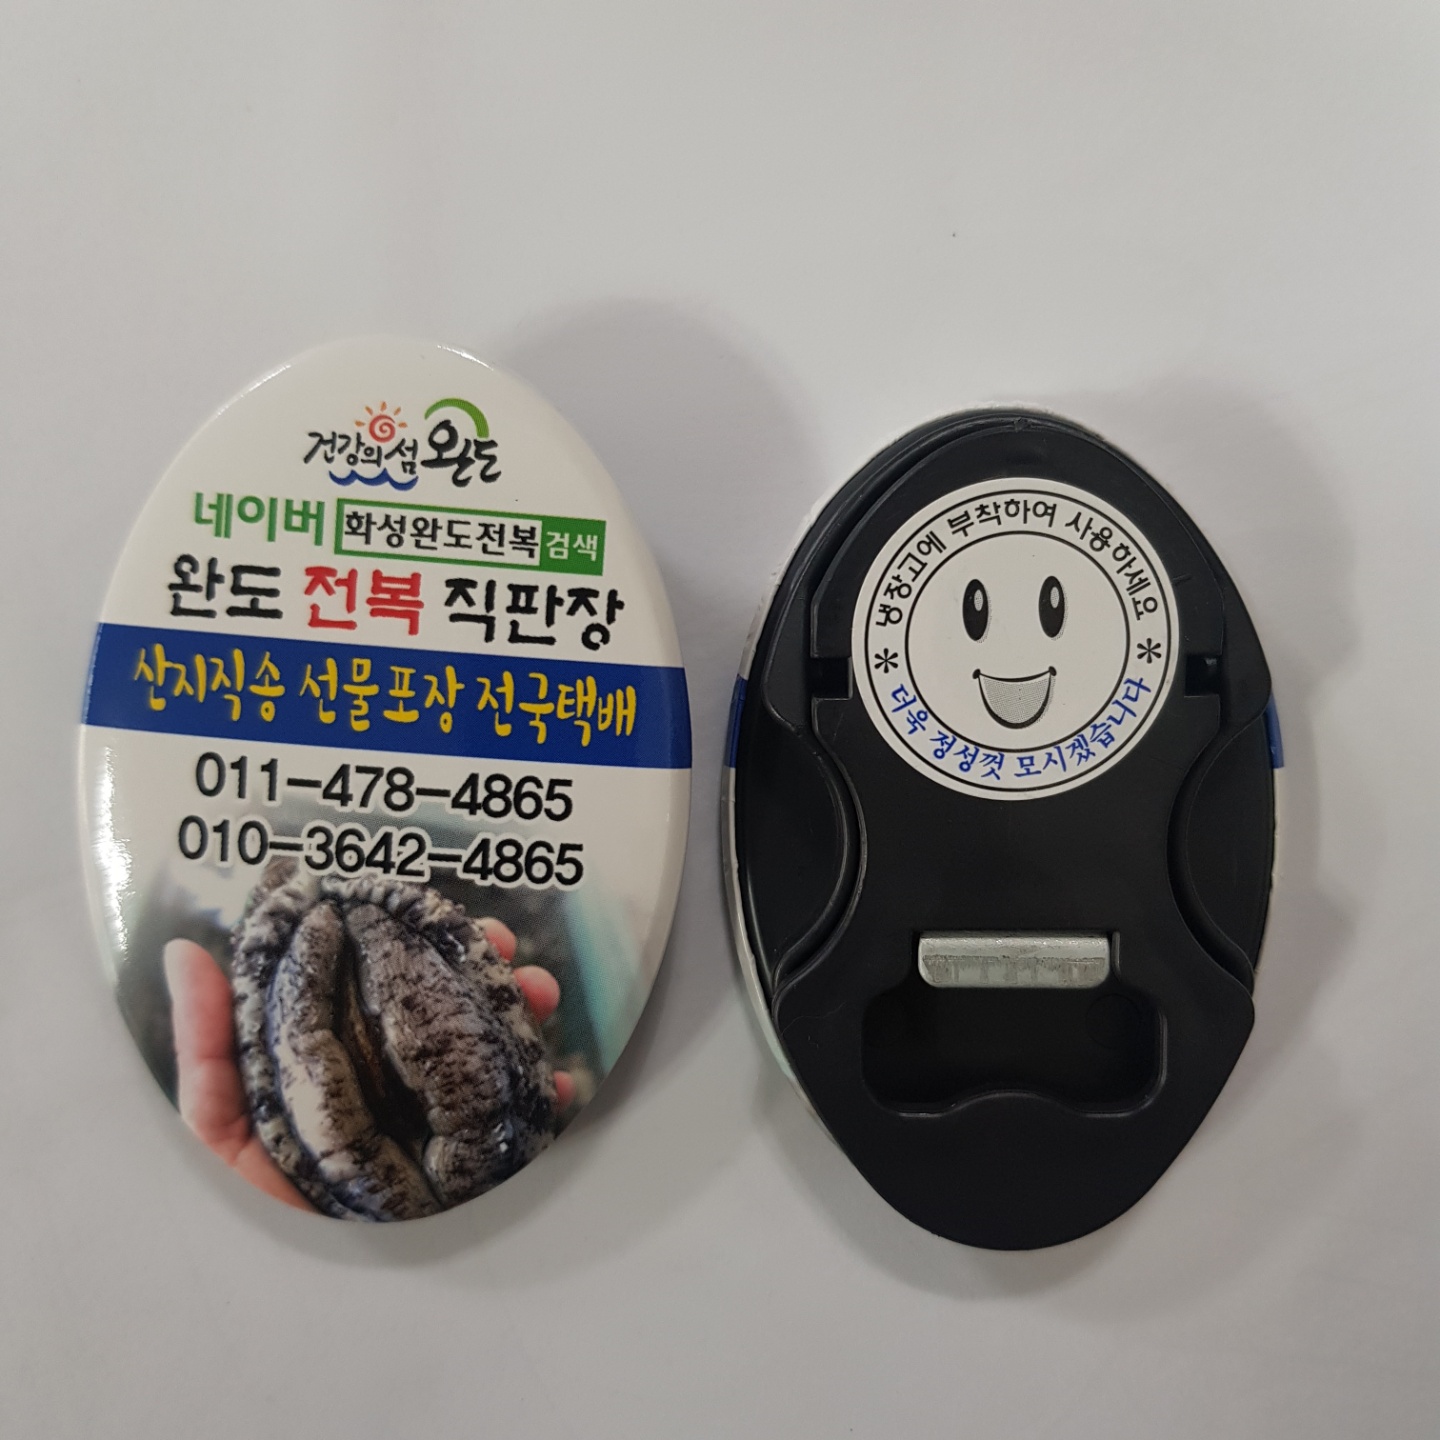 건강의 섬 완도
네이버 화성완도전복 검색
완도 전복 직판장
산지직송 선물포장 전국택배
011-478-4865
010-3642-4865
냉장고에 부착하여 사용하세요
* 더욱 정성껏 모시겠습니다 *